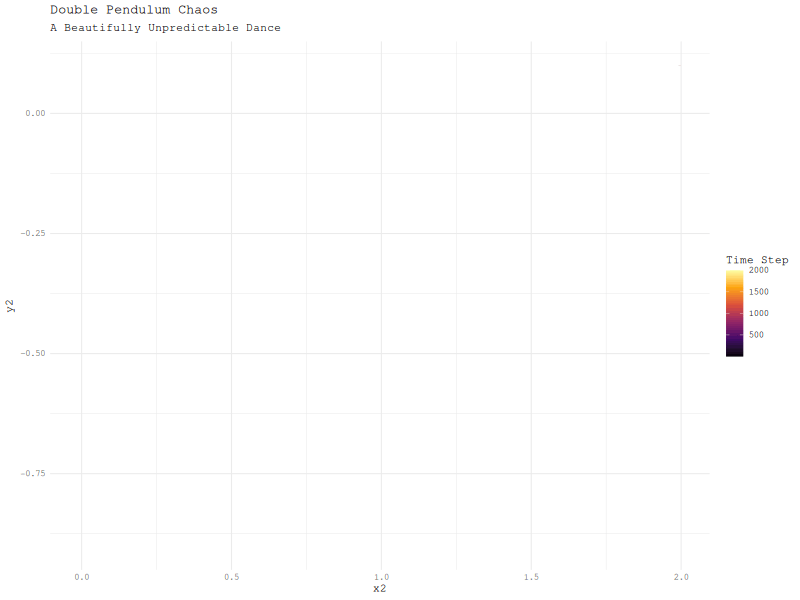 Double Pendulum Chaos
A Beautifully Unpredictable Dance
0.00
-0.25
-0.50
-0.75
y2
0.0 0.5 1.0 1.5 2.0
x2
Time Step
2000
1500
1000
500